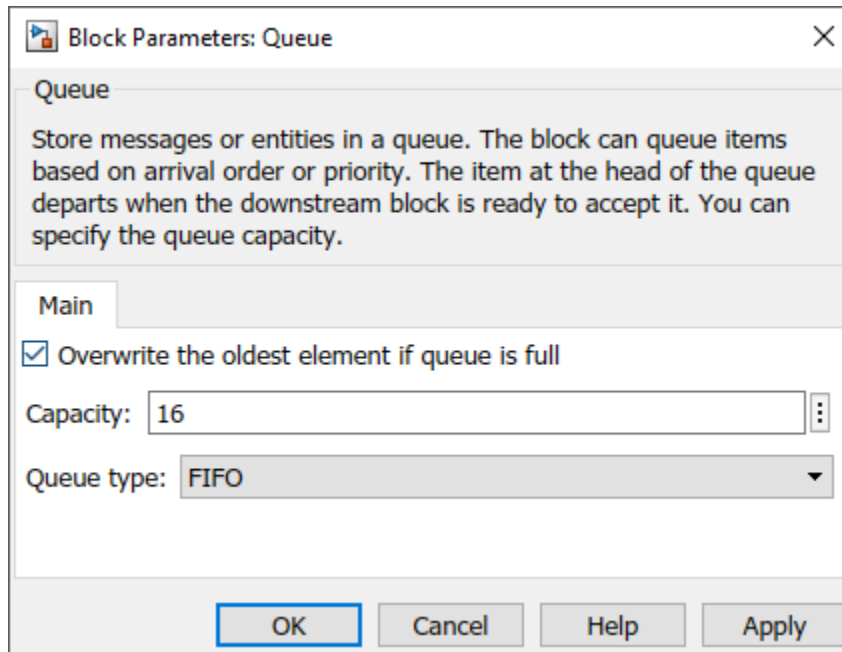 Block Parameters: Queue
Queue
Store messages or entities in a queue. The block can queue items
based on arrival order or priority. The item at the head of the queue
departs when the downstream block is ready to accept it. You can
specify the queue capacity.
Main
Overwrite the oldest element if queue is full
Capacity: 16
Queue type: FIFO
OK Cancel Help Apply